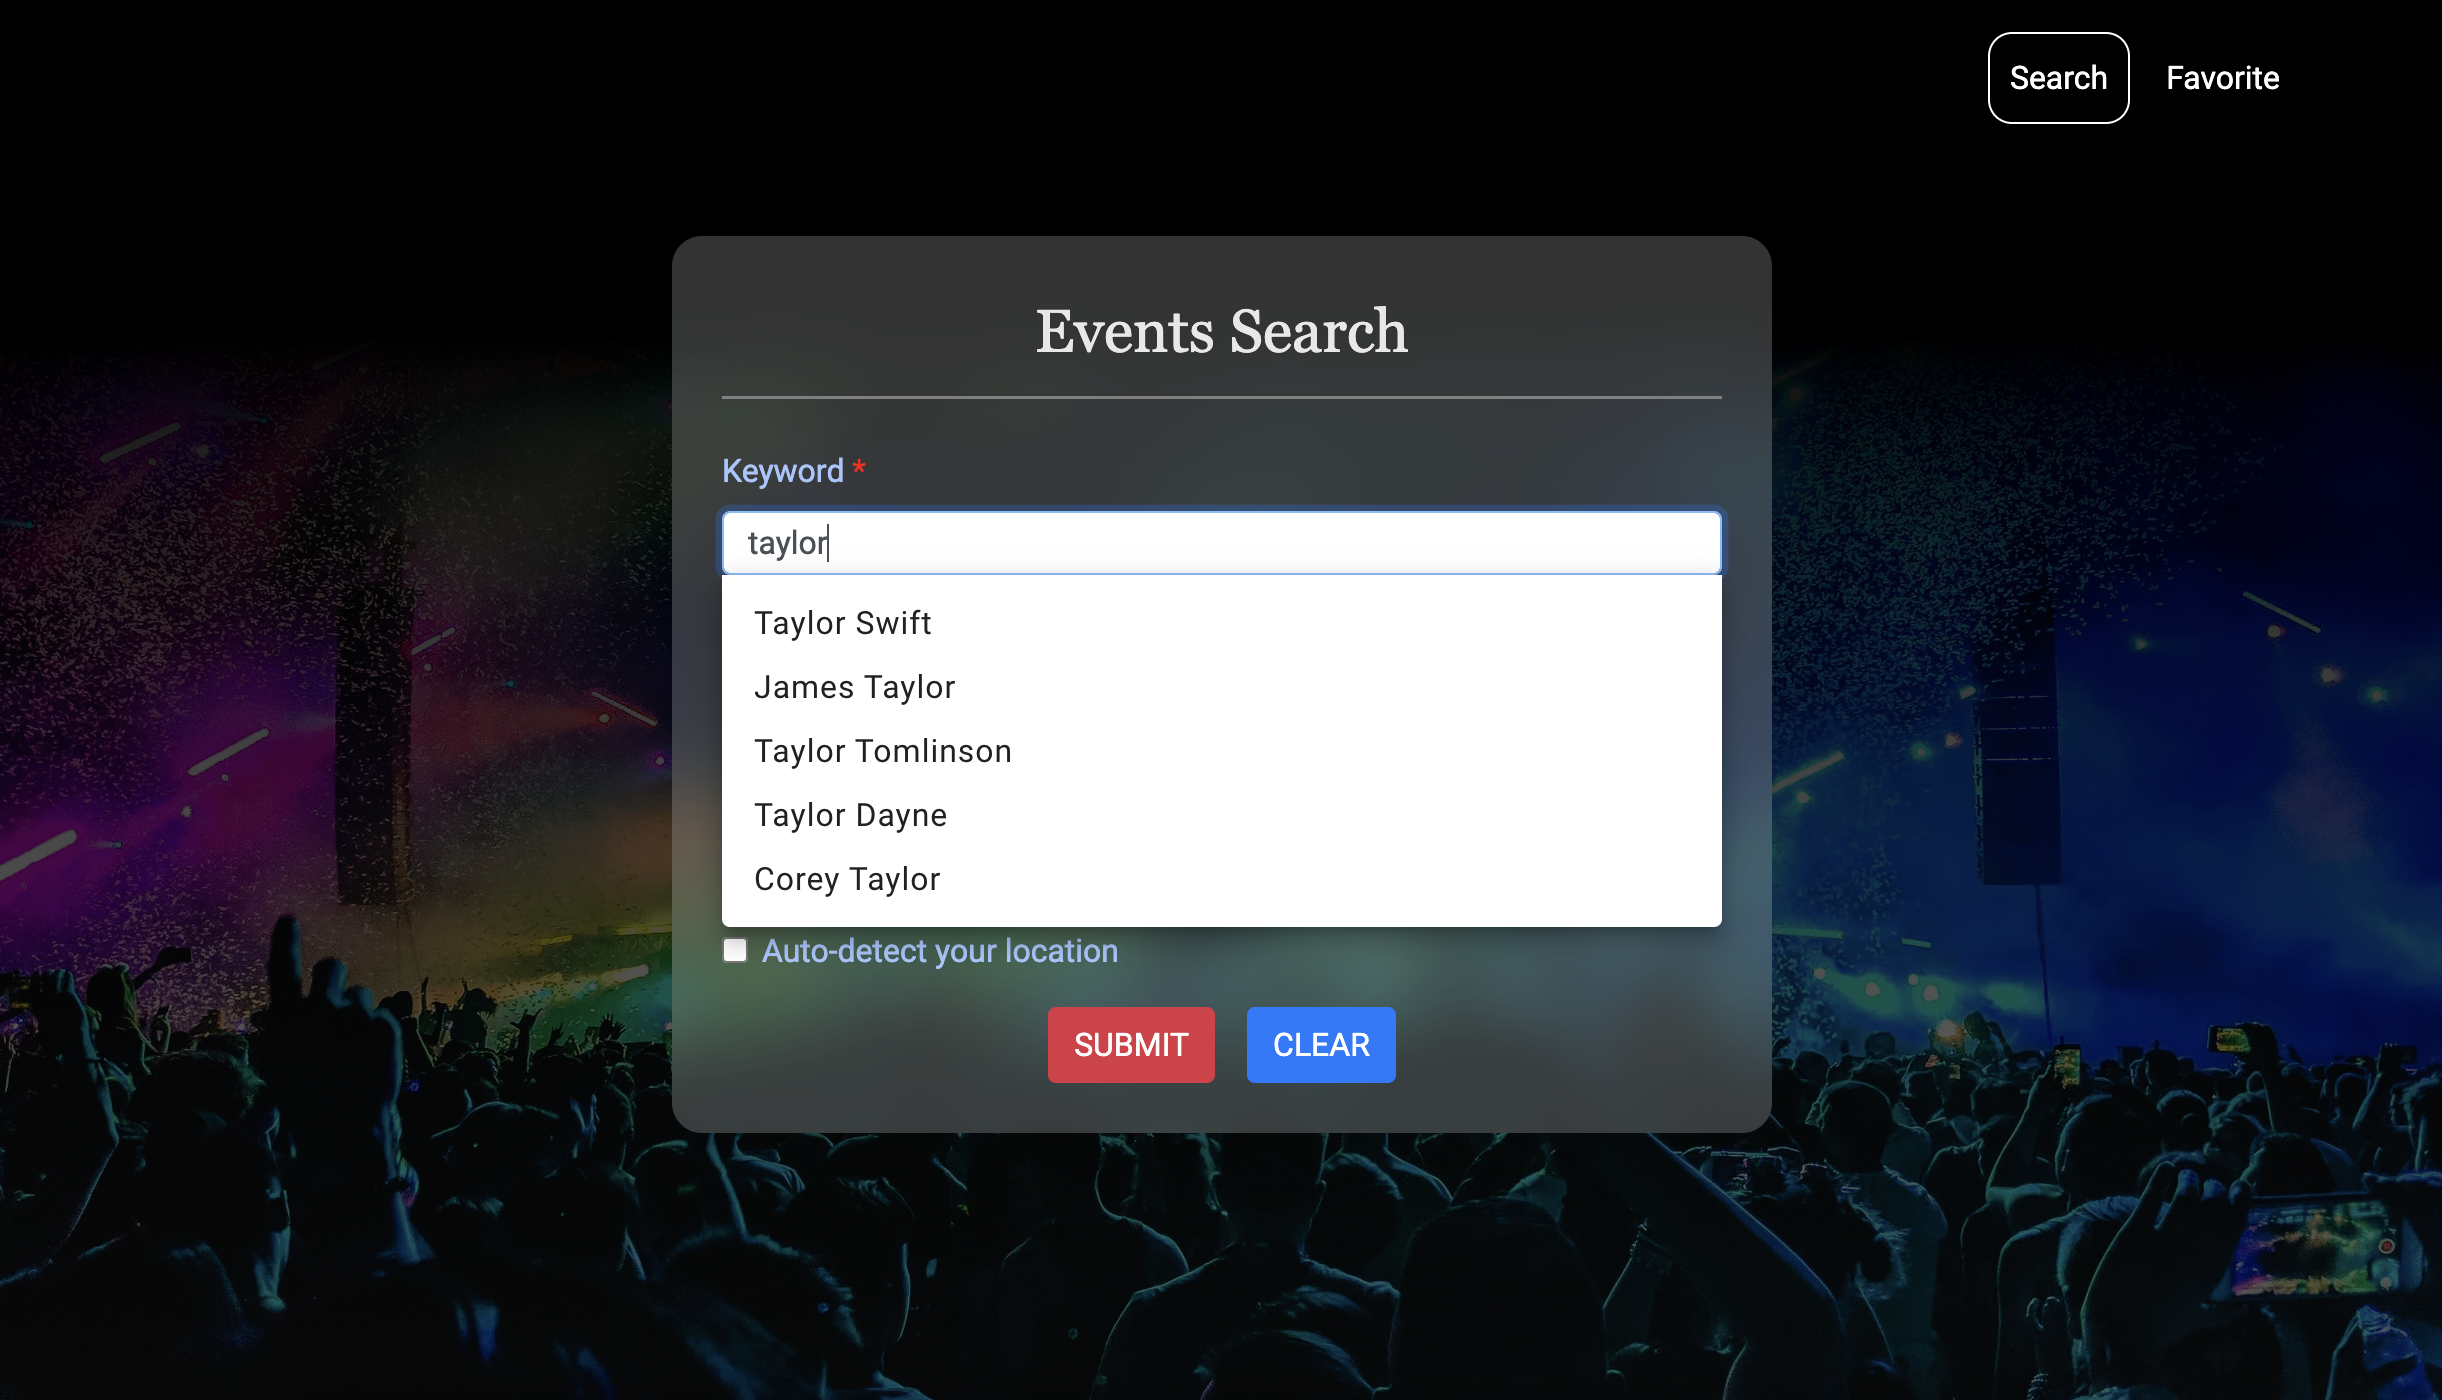 Search Favorite
Events Search
Keyword *
taylor
Taylor Swift
James Taylor
Taylor Tomlinson
Taylor Dayne
Corey Taylor
Auto-detect your location
SUBMIT CLEAR